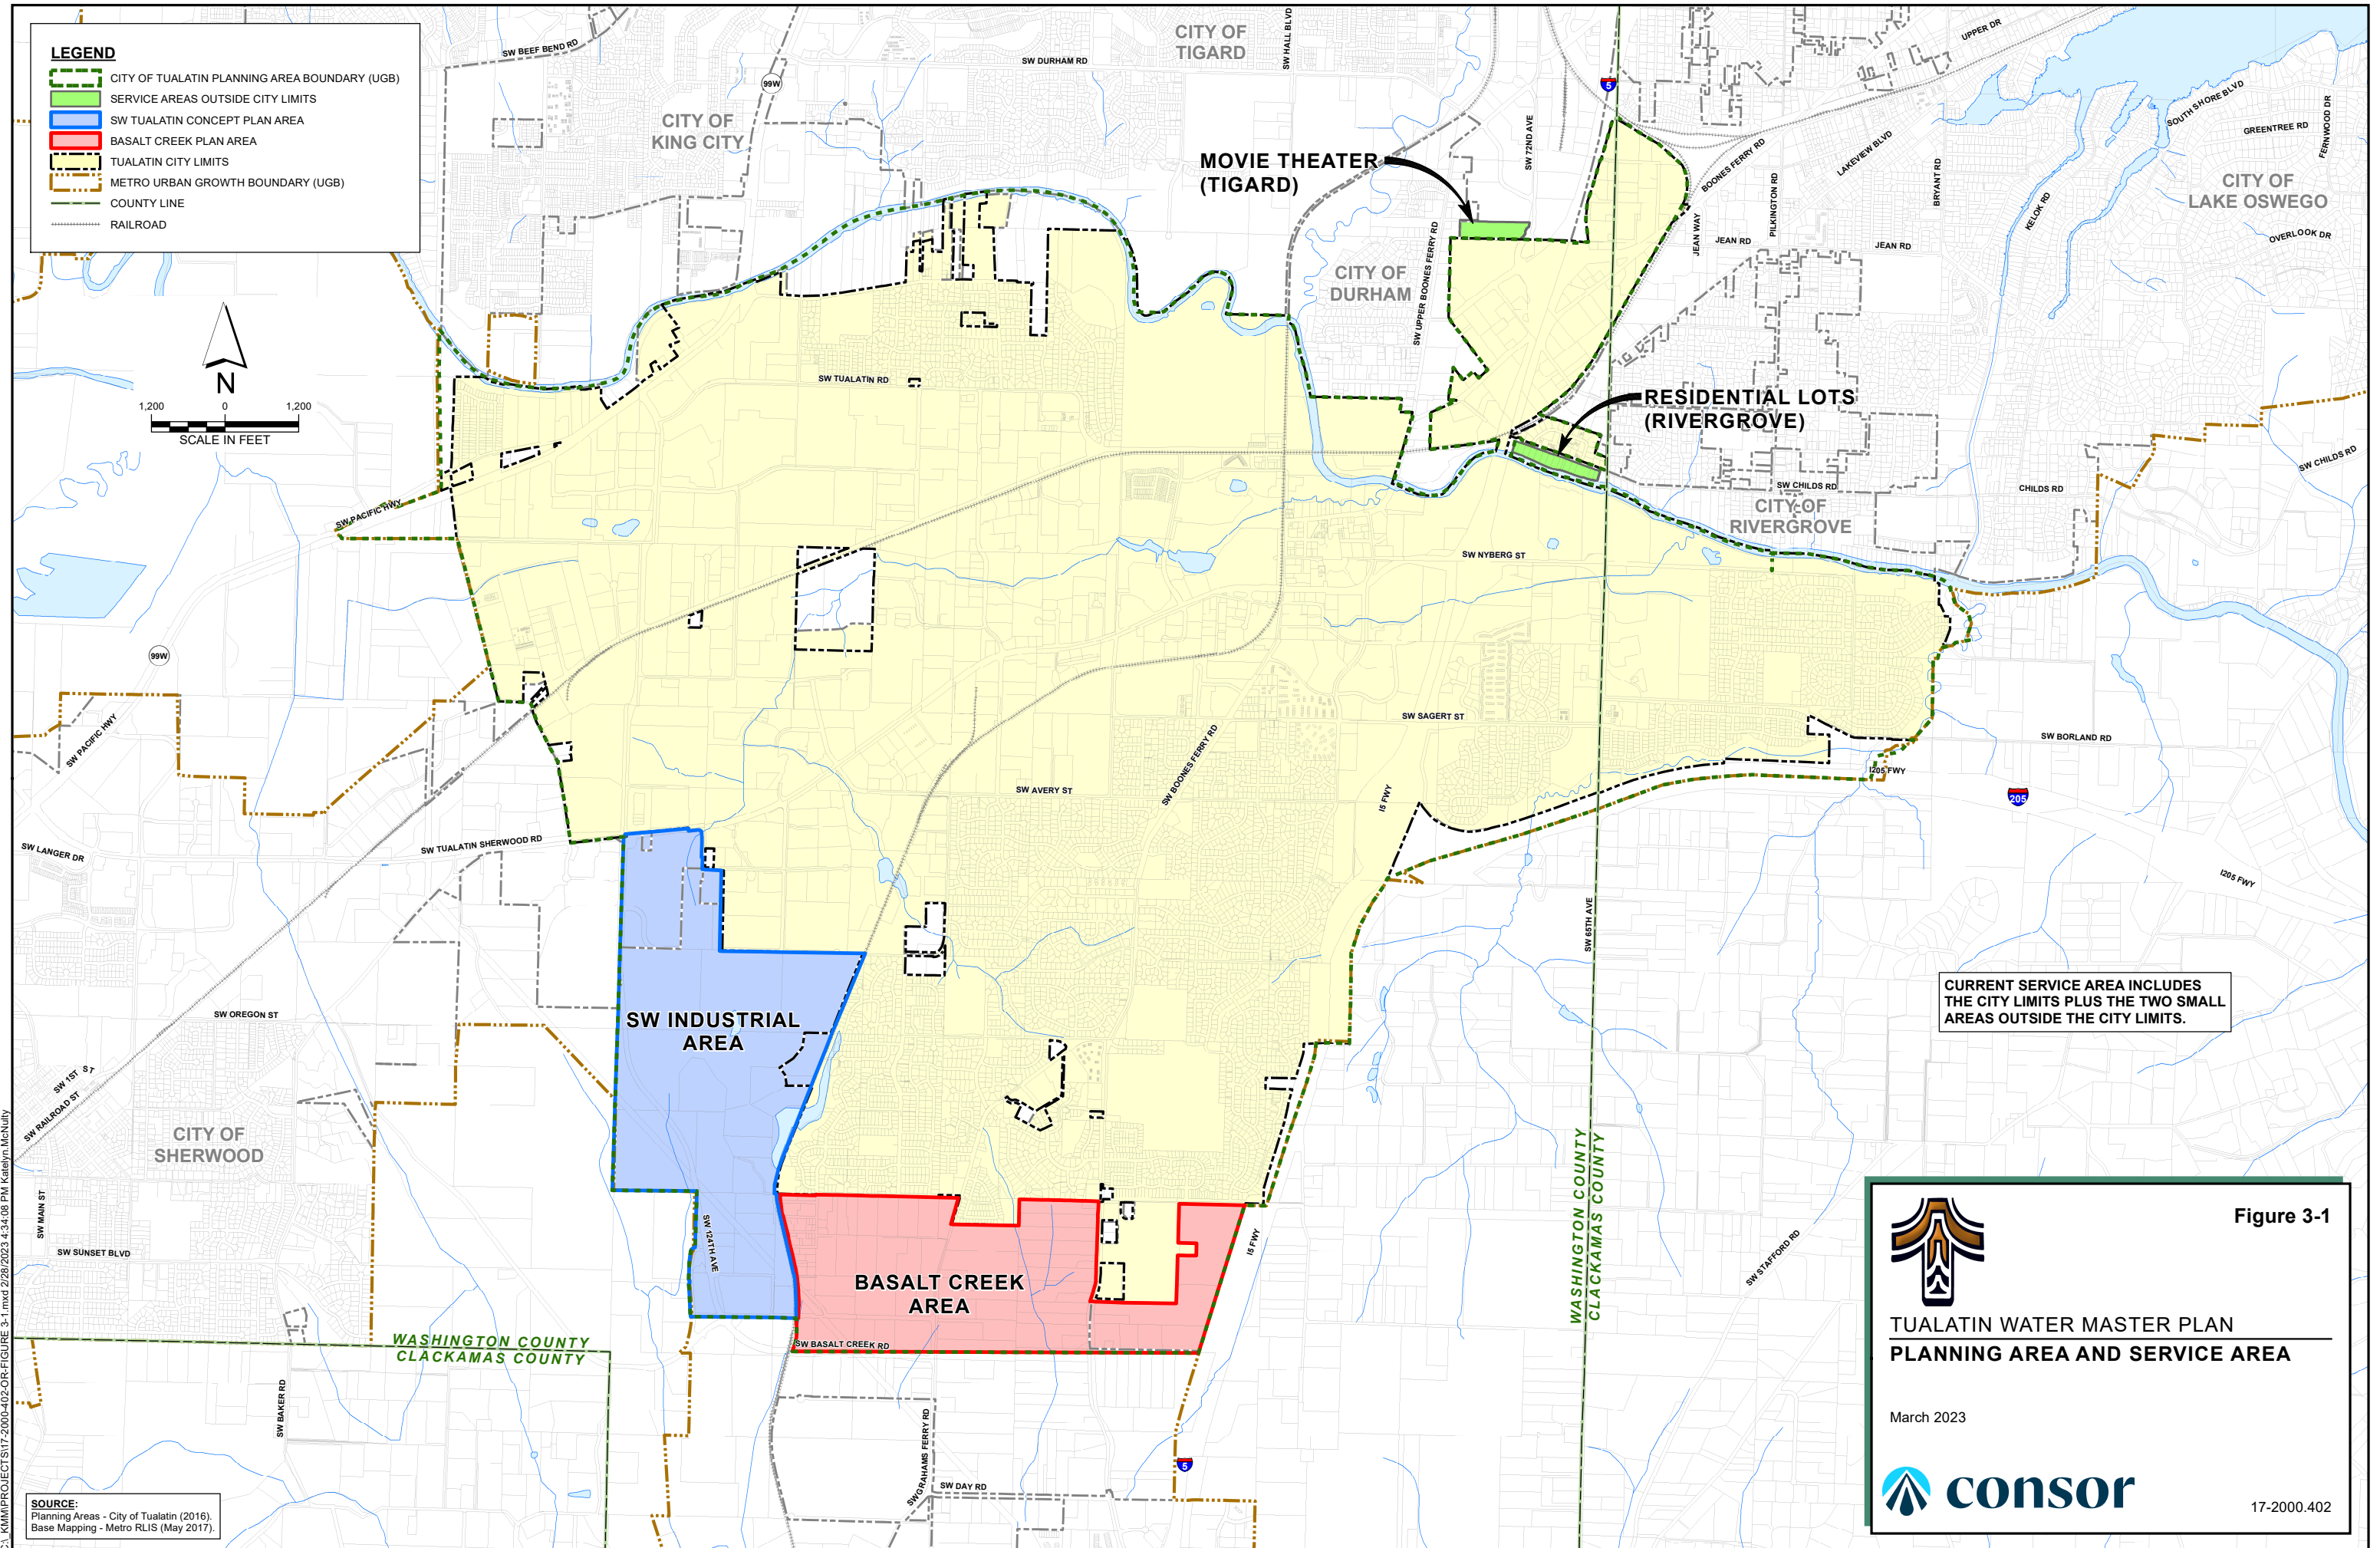 LEGEND
CITY OF TUALATIN PLANNING AREA BOUNDARY (UGB)
SERVICE AREAS OUTSIDE CITY LIMITS
SW TUALATIN CONCEPT PLAN AREA
BASALT CREEK PLAN AREA
TUALATIN CITY LIMITS
METRO URBAN GROWTH BOUNDARY (UGB)
COUNTY LINE
RAILROAD
N
1,200 0 1,200
SCALE IN FEET
SW BEEF BEND RD
99W
SW DURHAM RD
CITY OF
TIGARD
SW HALL BLVD
5
UPPER DR
CITY OF
KING CITY
MOVIE THEATER
(TIGARD)
SW 72ND AVE
BOONES FERRY RD
PILKINGTON RD
LAKEVIEW BLVD
BRYANT RD
SOUTH SHORE BLVD
GREENTREE RD
FERNWOOD DR
CITY OF
LAKE OSWEGO
KELOK RD
OVERLOOK DR
JEAN WAY
JEAN RD
JEAN RD
CITY OF
DURHAM
SW UPPER BOONES FERRY RD
SW TUALATIN RD
RESIDENTIAL LOTS
(RIVERGROVE)
SW CHILDS RD
CHILDS RD
SW CHILDS RD
CITY OF
RIVERGROVE
SW PACIFIC HWY
SW NYBERG ST
99W
SW PACIFIC HWY
SW SAGERT ST
SW BOONES FERRY RD
SW BORLAND RD
I205 FWY
205
I205 FWY
SW AVERY ST
I5 FWY
SW LANGER DR
SW TUALATIN SHERWOOD RD
SW 65TH AVE
CURRENT SERVICE AREA INCLUDES
THE CITY LIMITS PLUS THE TWO SMALL
AREAS OUTSIDE THE CITY LIMITS.
SW OREGON ST
SW INDUSTRIAL
AREA
SW 1ST ST
ST
SW RAILROAD ST
CITY OF
SHERWOOD
SW MAIN ST
SW SUNSET BLVD
SW 124TH AVE
BASALT CREEK
AREA
I5 FWY
WASHINGTON COUNTY
CLACKAMAS COUNTY
SW STAFFORD RD
WASHINGTON COUNTY
CLACKAMAS COUNTY
SW BASALT CREEK RD
SW BAKER RD
SW GRAHAMS FERRY RD
SW DAY RD
5
Figure 3-1
TUALATIN WATER MASTER PLAN
PLANNING AREA AND SERVICE AREA
March 2023
consor
17-2000.402
SOURCE:
Planning Areas - City of Tualatin (2016).
Base Mapping - Metro RLIS (May 2017).